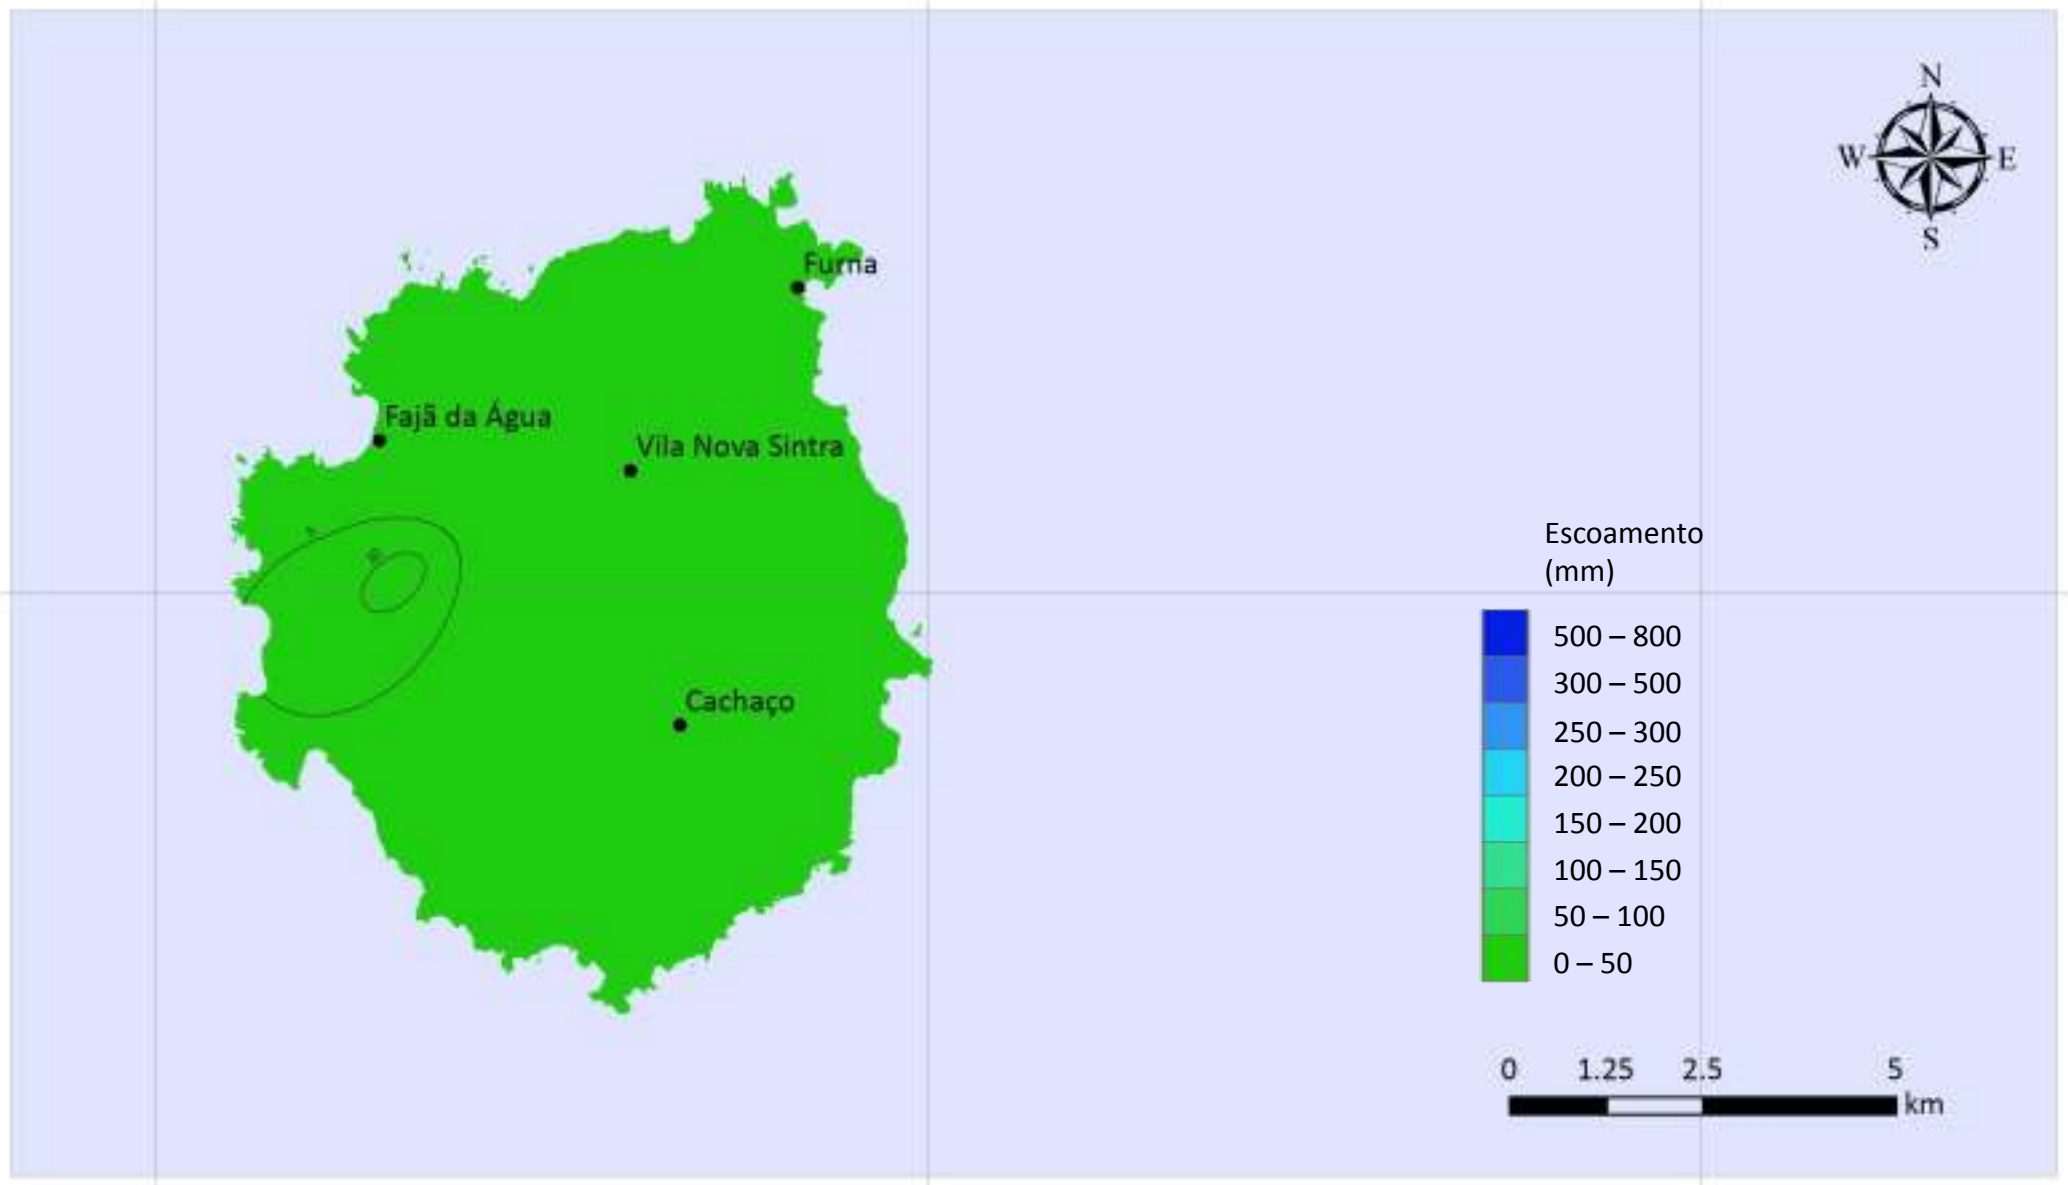 N
W
E
S
Furna
Fajã da Água
Vila Nova Sintra
Cachaço
Escoamento
(mm)
500 – 800
300 – 500
250 – 300
200 – 250
150 – 200
100 – 150
50 – 100
0 – 50
0 1.25 2.5 5
km